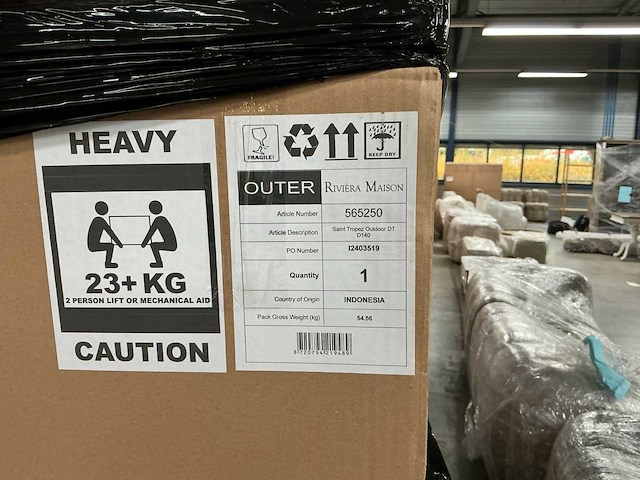 HEAVY
23+ KG
2 PERSON LIFT OR MECHANICAL AID
CAUTION
FRAGILE!
KEEP DRY
OUTER RIVIÈRA MAISON
Article Number 565250
Article Description Saint Tropez Outdoor DT
D140
PO Number I2403519
Quantity 1
Country of Origin INDONESIA
Pack Gross Weight (kg) 54.56
8720794219489